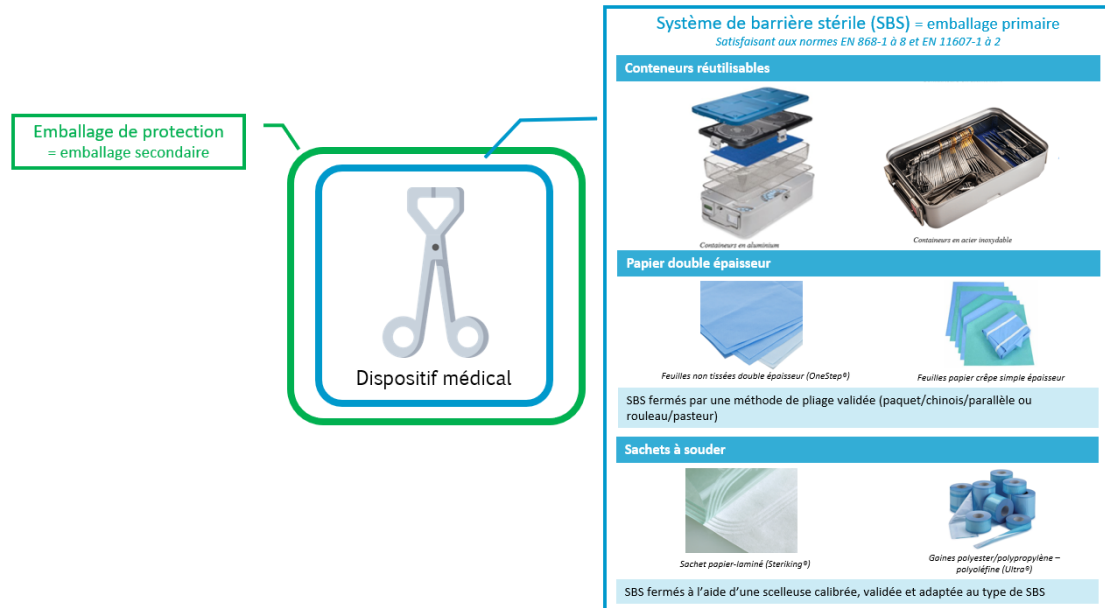 Système de barrière stérile (SBS) = emballage primaire
Satisfaisant aux normes EN 868-1 à 8 et EN 11607-1 à 2
Conteneurs réutilisables
Emballage de protection
= emballage secondaire
Containeurs en aluminium
Containeurs en acier inoxydable
Papier double épaisseur
Dispositif médical
Feuilles non tissées double épaisseur (OneStep®)
Feuilles papier crêpe simple épaisseur
SBS fermés par une méthode de pliage validée (paquet/chinois/parallèle ou
rouleau/pasteur)
Sachets à souder
Sachet papier-laminé (Steriking®)
Gaines polyester/polypropylène –
polyoléfine (Ultra®)
SBS fermés à l'aide d'une scelleuse calibrée, validée et adaptée au type de SBS